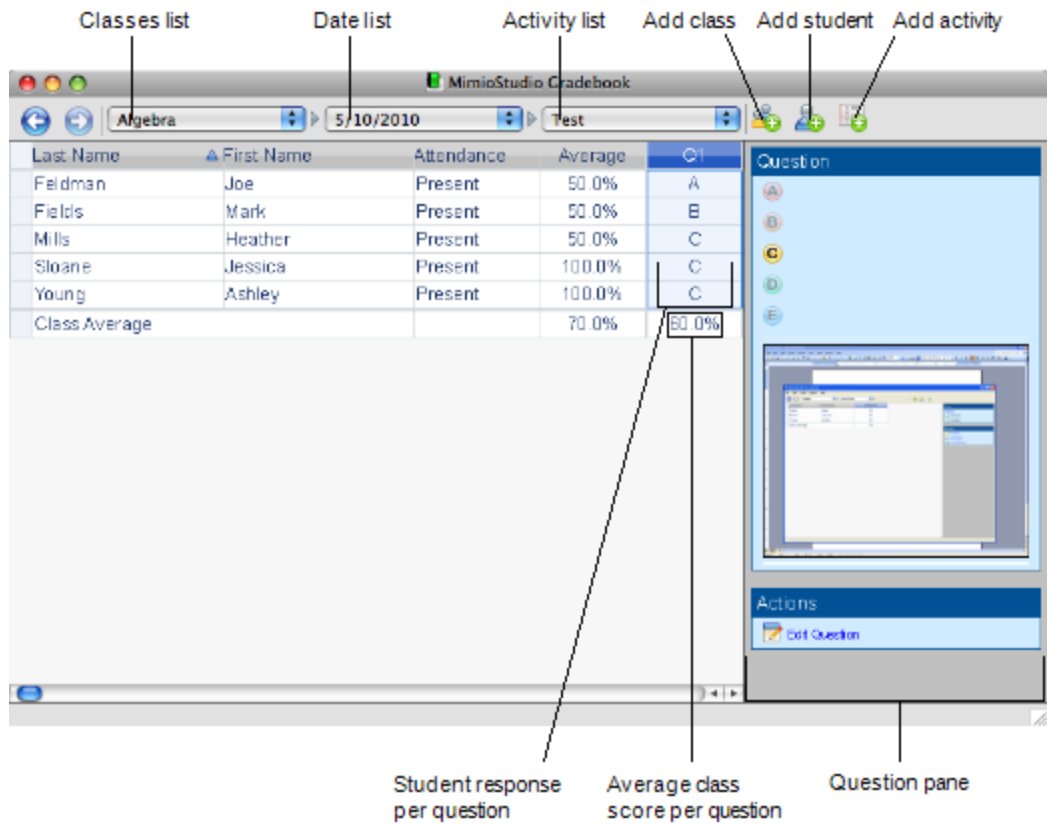 Classes list Date list Activity list Add class Add student Add activity
MimioStudio Gradebook
Algebra 5/10/2010 Test
Last Name First Name Attendance Average Q1
Feldman Joe Present 50.0% A
Fields Mark Present 50.0% B
Mills Heather Present 50.0% C
Sloane Jessica Present 100.0% C
Young Ashley Present 100.0% C
Class Average 70.0% 60.0%
Question
A
B
C
D
E
Actions
Edit Question
Student response
per question
Average class
score per question
Question pane